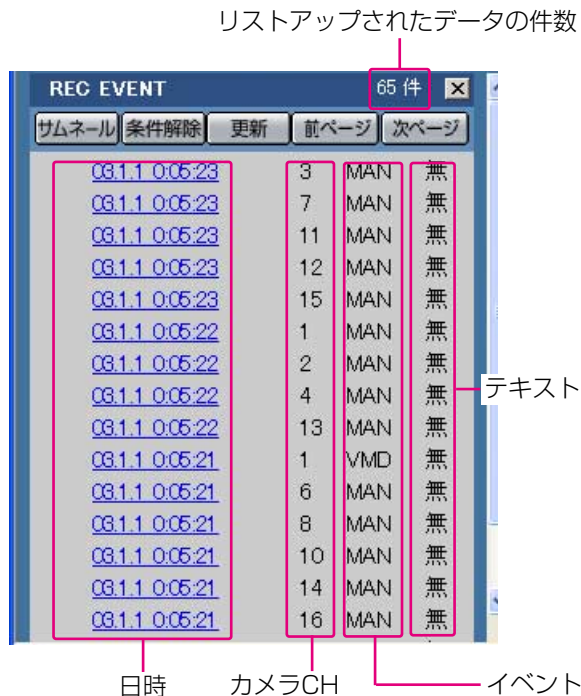 リストアップされたデータの件数
REC EVENT 65 件
サムネール 条件解除 更新 前ページ 次ページ
03.1.1 0:05:23 3 MAN 無
03.1.1 0:05:23 7 MAN 無
03.1.1 0:05:23 11 MAN 無
03.1.1 0:05:23 12 MAN 無
03.1.1 0:05:23 15 MAN 無
03.1.1 0:05:22 1 MAN 無
03.1.1 0:05:22 2 MAN 無
03.1.1 0:05:22 4 MAN 無
テキスト
03.1.1 0:05:22 13 MAN 無
03.1.1 0:05:21 1 VMD 無
03.1.1 0:05:21 6 MAN 無
03.1.1 0:05:21 8 MAN 無
03.1.1 0:05:21 10 MAN 無
03.1.1 0:05:21 14 MAN 無
03.1.1 0:05:21 16 MAN 無
日時 カメラCH イベント